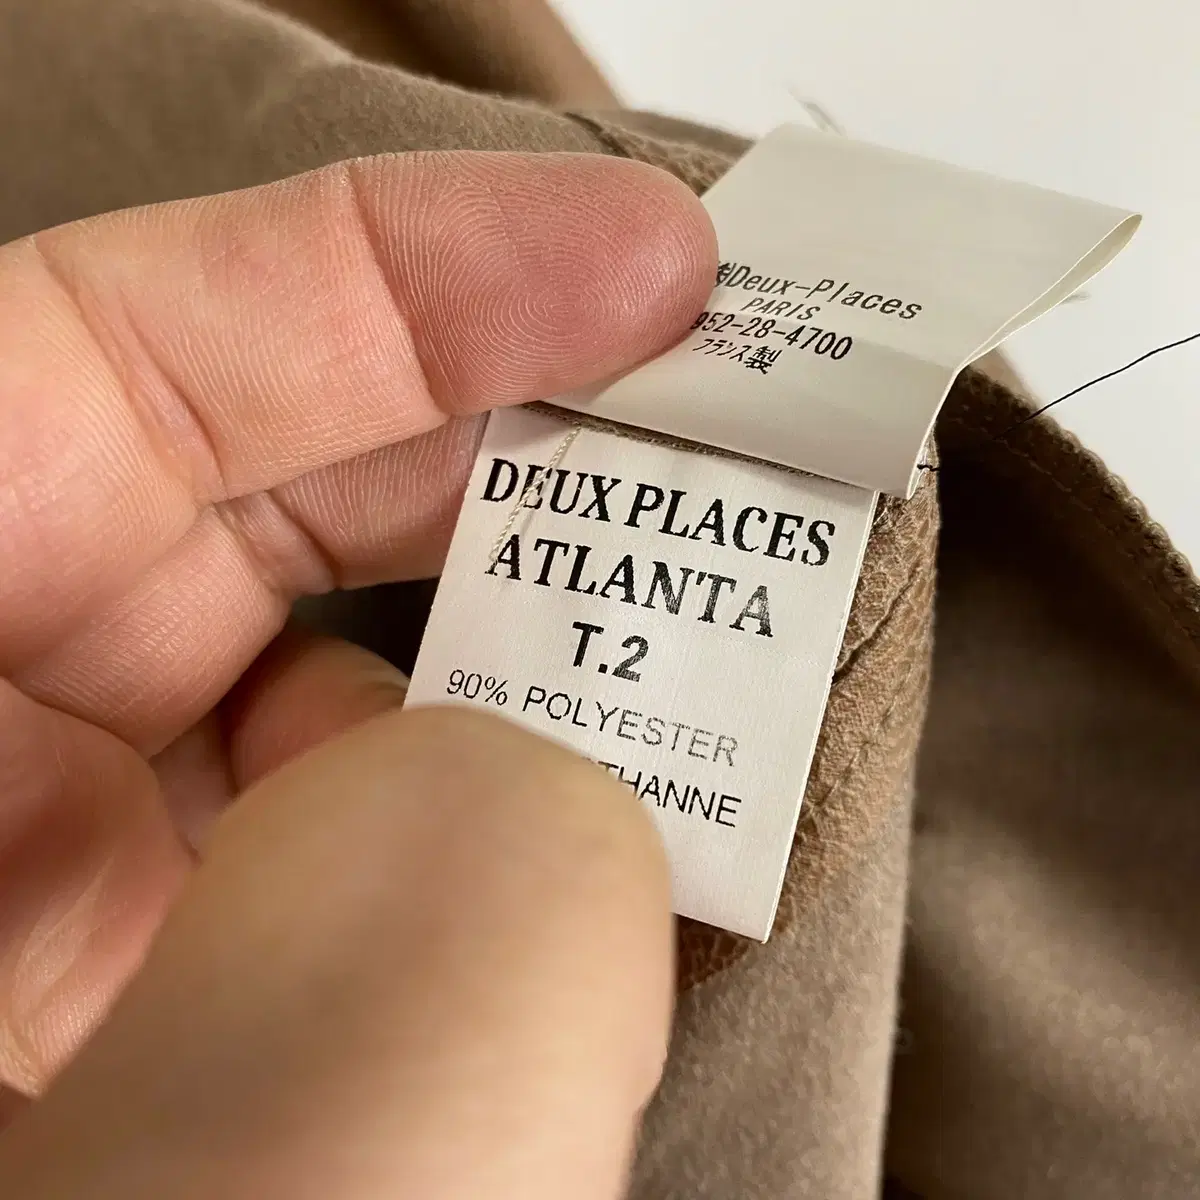 Deux-Places
PARIS
952-28-4700
フランス製
DEUX PLACES
ATLANTA
T.2
90% POLYESTER
THANNE